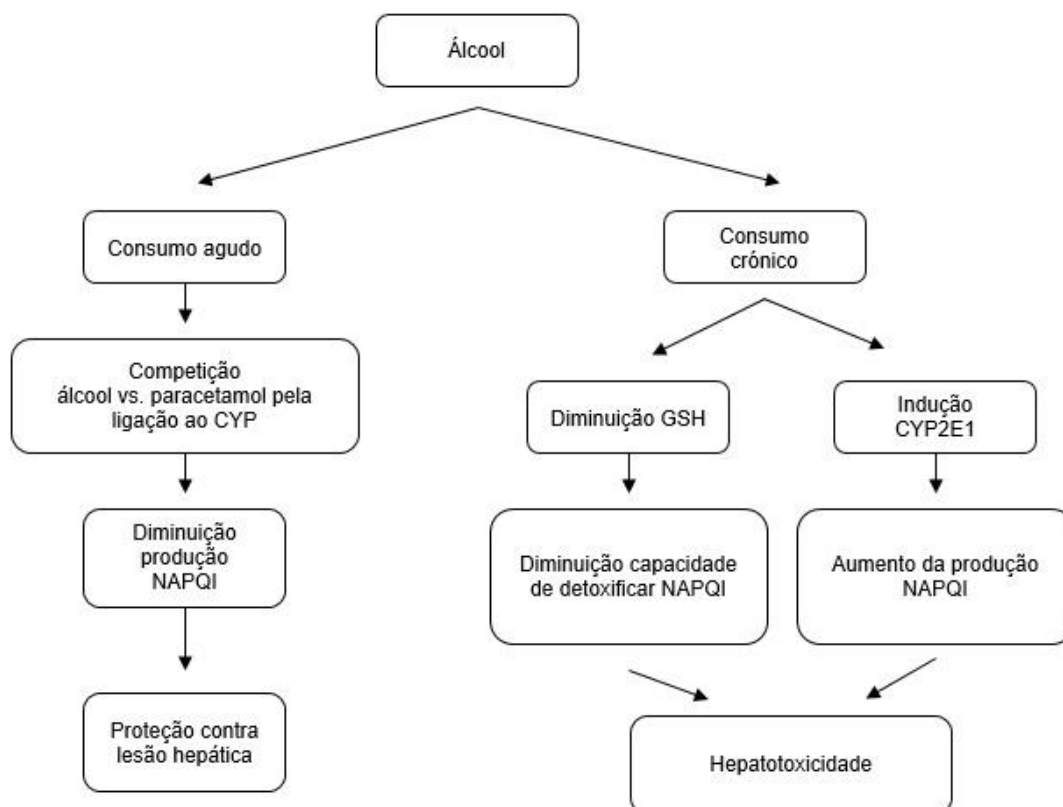 Álcool
Consumo agudo
Consumo
crónico
Competição
álcool vs. paracetamol pela
ligação ao CYP
Diminuição GSH
Indução
CYP2E1
Diminuição
produção
NAPQI
Diminuição capacidade
de detoxificar NAPQI
Aumento da produção
NAPQI
Proteção contra
lesão hepática
Hepatotoxicidade